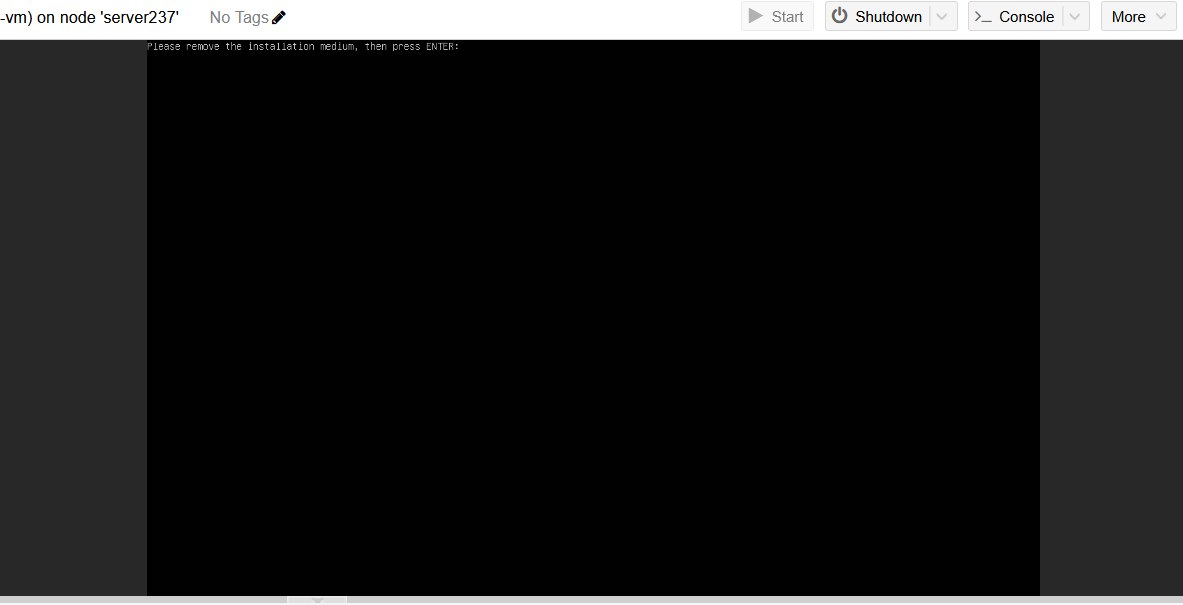 -vm) on node 'server237' No Tags Start Shutdown Console More
Please remove the installation medium, then press ENTER: